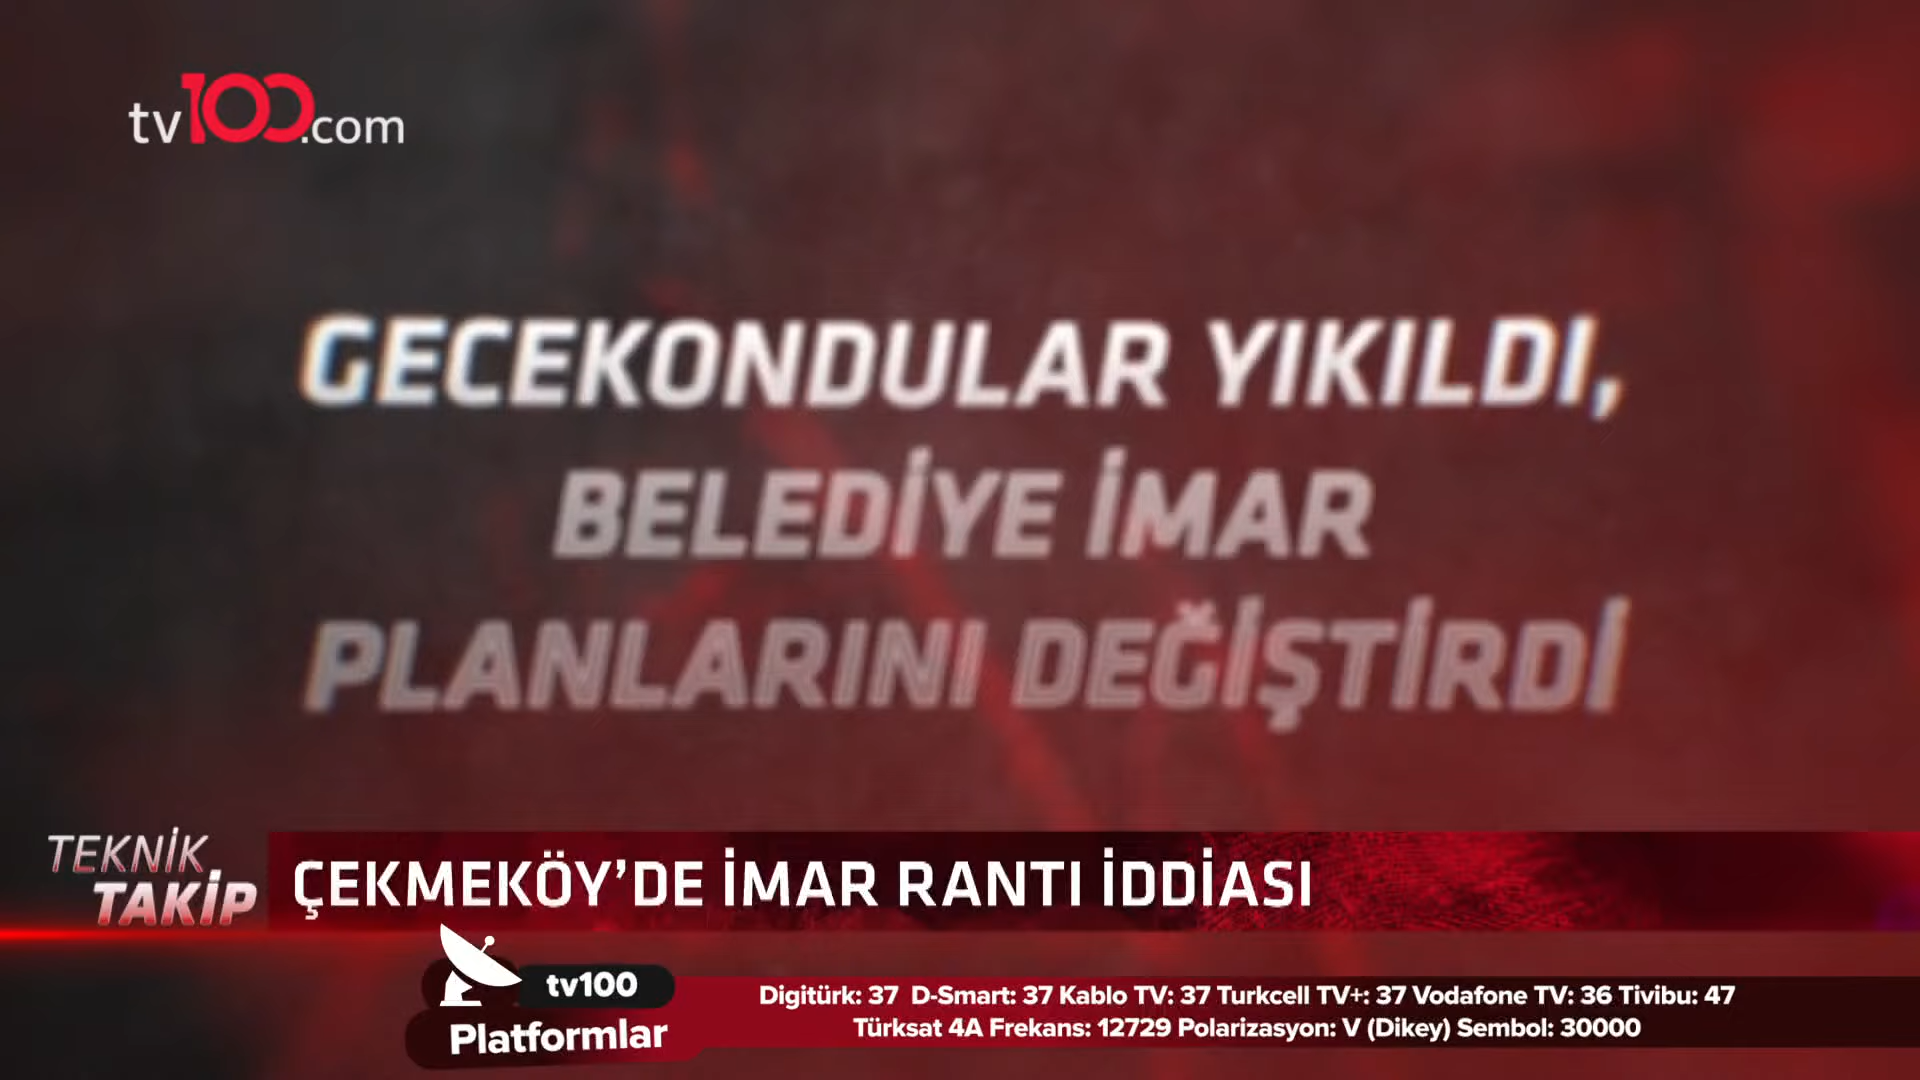 tv100.com
GECEKONDULAR YIKILDI,
BELEDİYE İMAR
PLANLARINI DEĞİŞTİRDİ
TEKNİK
TAKİP
ÇEKMEKÖY’DE İMAR RANTI İDDİASI
tv100
Platformlar
Digitürk: 37 D-Smart: 37 Kablo TV: 37 Turkcell TV+: 37 Vodafone TV: 36 Tivibu: 47
Türksat 4A Frekans: 12729 Polarizasyon: V (Dikey) Sembol: 30000